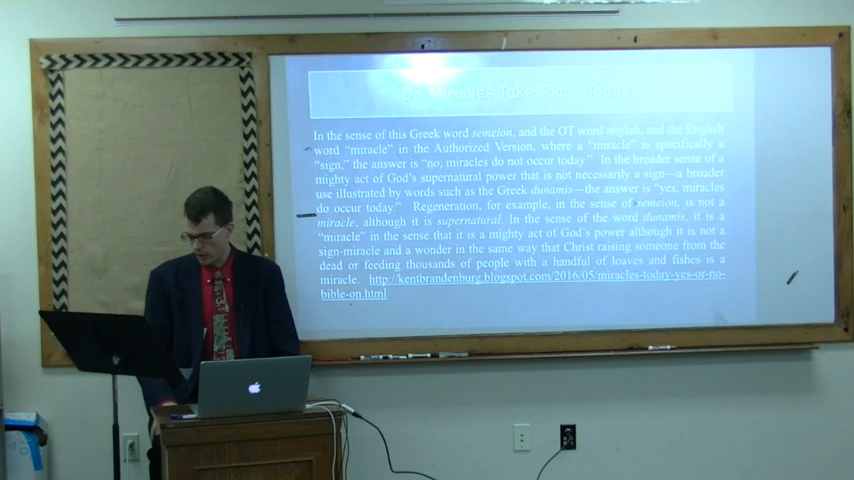 Do Miracles Take Place Today
In the sense of this Greek word semeion, and the OT word mofeth, and the English
word “miracle” in the Authorized Version, where a “miracle” is specifically a
“sign,” the answer is “no, miracles do not occur today.” In the broader sense of a
mighty act of God’s supernatural power that is not necessarily a sign—a broader
use illustrated by words such as the Greek dunamis—the answer is “yes, miracles
do occur today.” Regeneration, for example, in the sense of semeion, is not a
miracle, although it is supernatural. In the sense of the word dunamis, it is a
“miracle” in the sense that it is a mighty act of God’s power although it is not a
sign-miracle and a wonder in the same way that Christ raising someone from the
dead or feeding thousands of people with a handful of loaves and fishes is a
miracle. http://kentbrandenburg.blogspot.com/2016/05/miracles-today-yes-or-no-
bible-on.html